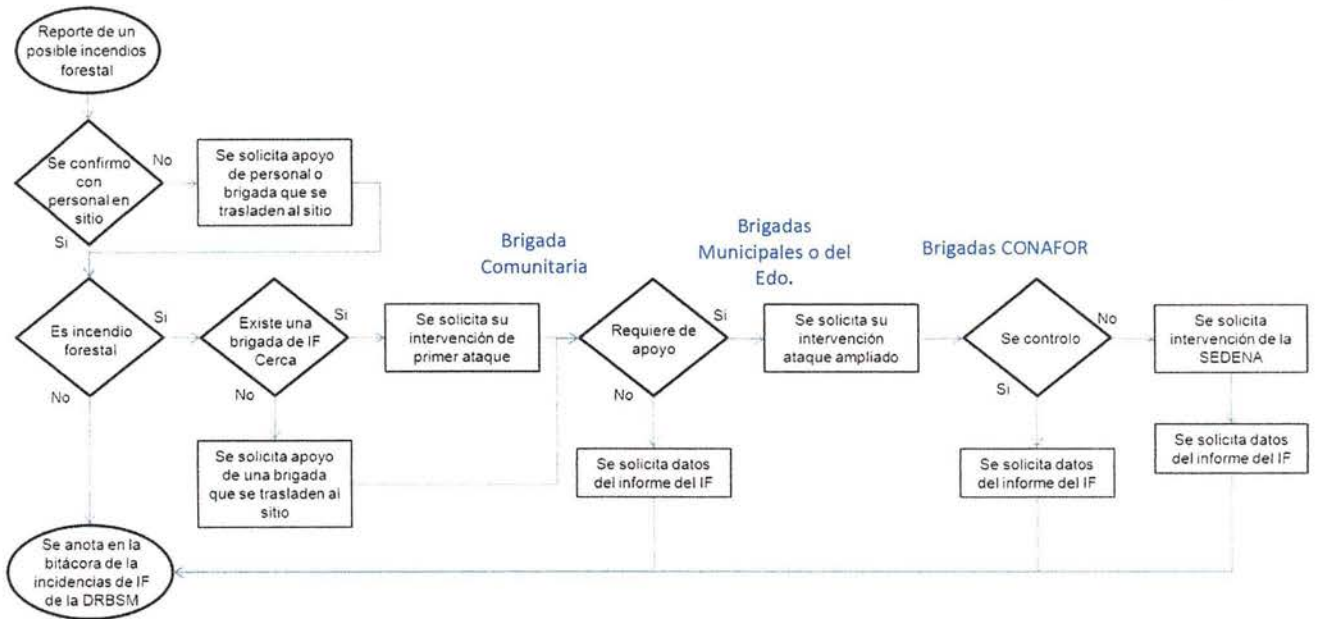 Reporte de un
posible incendios
forestal
Se confirmo
con
personal en
sitio
No
Si
Se solicita apoyo
de personal o
brigada que se
trasladen al sitio
Es incendio
forestal
Si
No
Existe una
brigada de IF
Cerca
Si
No
Se solicita apoyo
de una brigada
que se trasladen al
sitio
Brigada
Comunitaria
Se solicita su
intervención de
primer ataque
Requiere de
apoyo
Si
No
Se solicita datos
del informe del IF
Brigadas
Municipales o del
Edo.
Se solicita su
intervención
ataque ampliado
Brigadas CONAFOR
Se controlo
No
Si
Se solicita datos
del informe del IF
Se solicita
intervención de la
SEDENA
Se solicita datos
del informe del IF
Se anota en la
bitácora de la
incidencias de IF
de la DRBSM